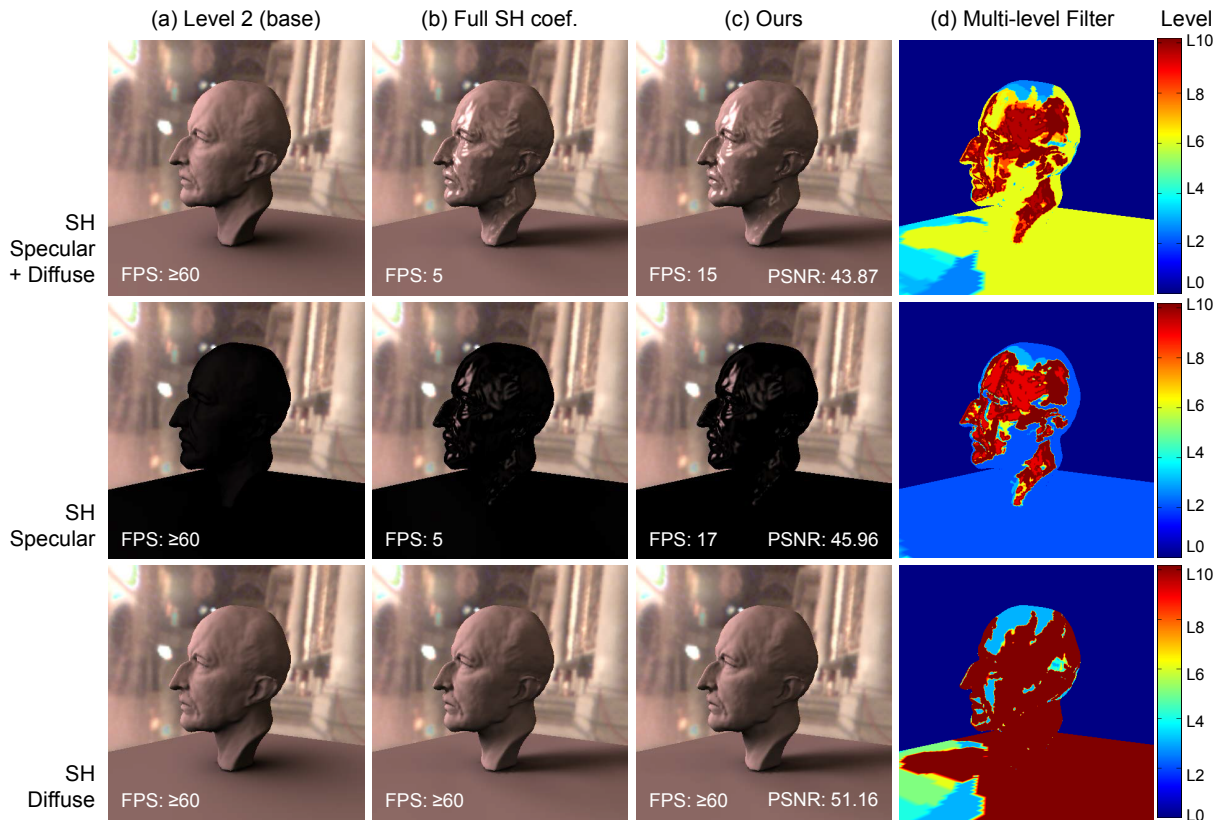 (a) Level 2 (base)
(b) Full SH coef.
(c) Ours
(d) Multi-level Filter
Level
SH
Specular
+ Diffuse
FPS: ≥60
FPS: 5
FPS: 15
PSNR: 43.87
L10
L8
L6
L4
L2
L0
SH
Specular
FPS: ≥60
FPS: 5
FPS: 17
PSNR: 45.96
L10
L8
L6
L4
L2
L0
SH
Diffuse
FPS: ≥60
FPS: ≥60
FPS: ≥60
PSNR: 51.16
L10
L8
L6
L4
L2
L0